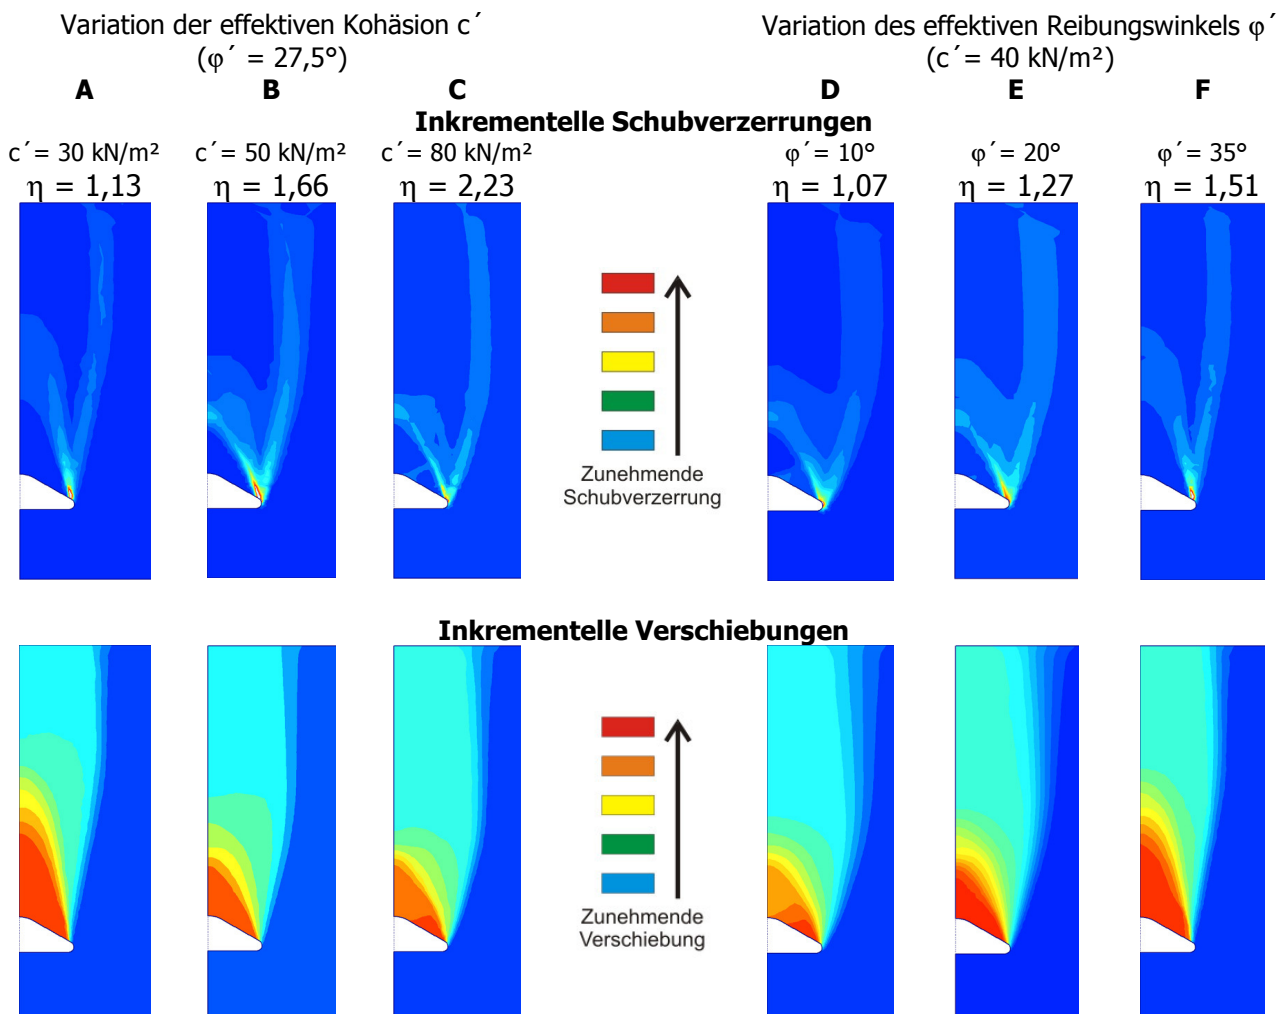 Variation der effektiven Kohäsion c´
(φ´ = 27,5°)
Variation des effektiven Reibungswinkels φ´
(c´= 40 kN/m²)
A B C D E F
Inkrementelle Schubverzerrungen
c´= 30 kN/m² c´= 50 kN/m² c´= 80 kN/m² φ´= 10° φ´= 20° φ´= 35°
η = 1,13 η = 1,66 η = 2,23 η = 1,07 η = 1,27 η = 1,51
Zunehmende
Schubverzerrung
Inkrementelle Verschiebungen
Zunehmende
Verschiebung